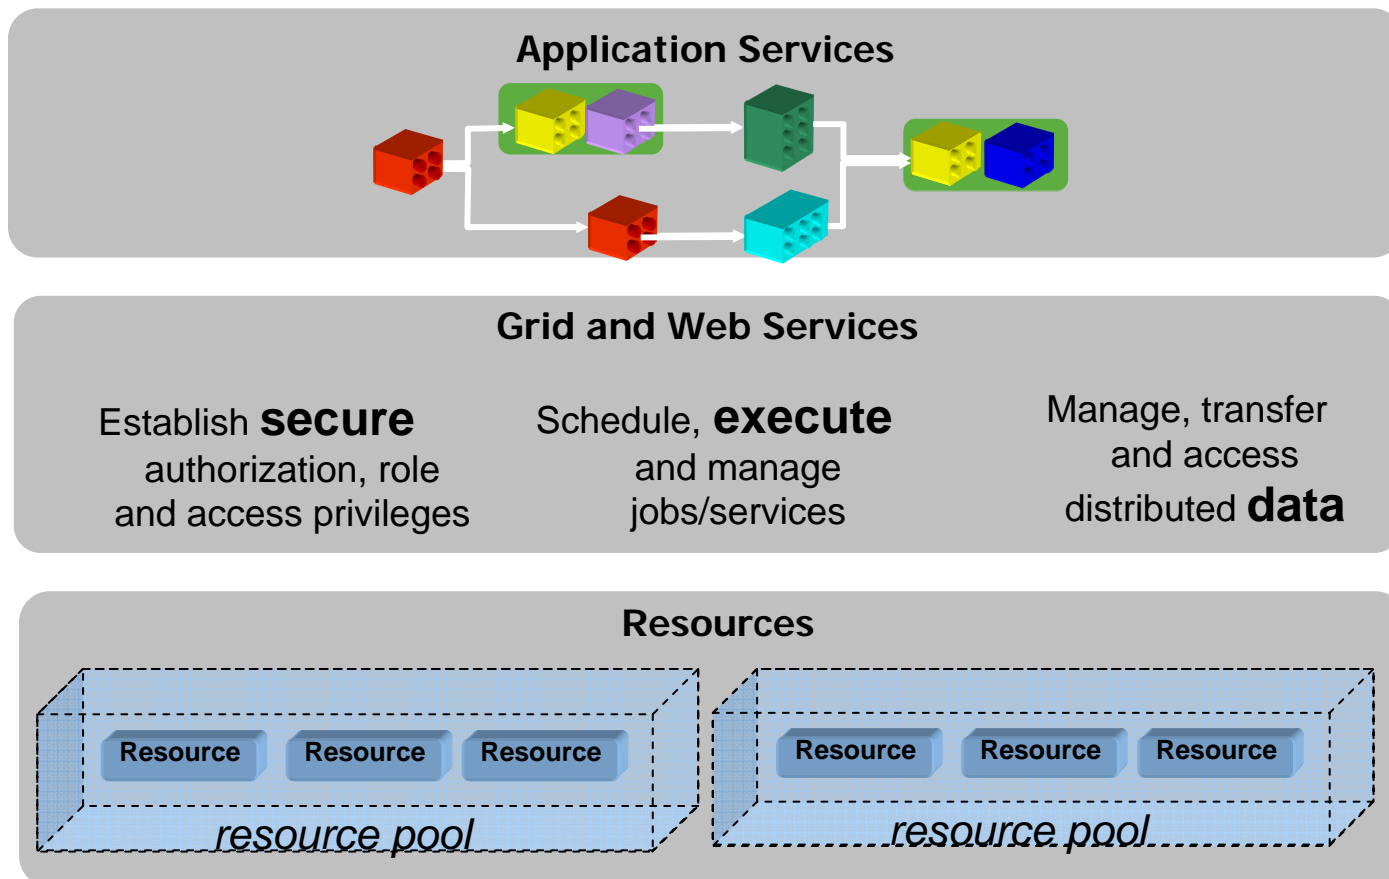 Application Services
Grid and Web Services
Establish secure
authorization, role
and access privileges
Schedule, execute
and manage
jobs/services
Manage, transfer
and access
distributed data
Resources
Resource
Resource
Resource
resource pool
Resource
Resource
Resource
resource pool